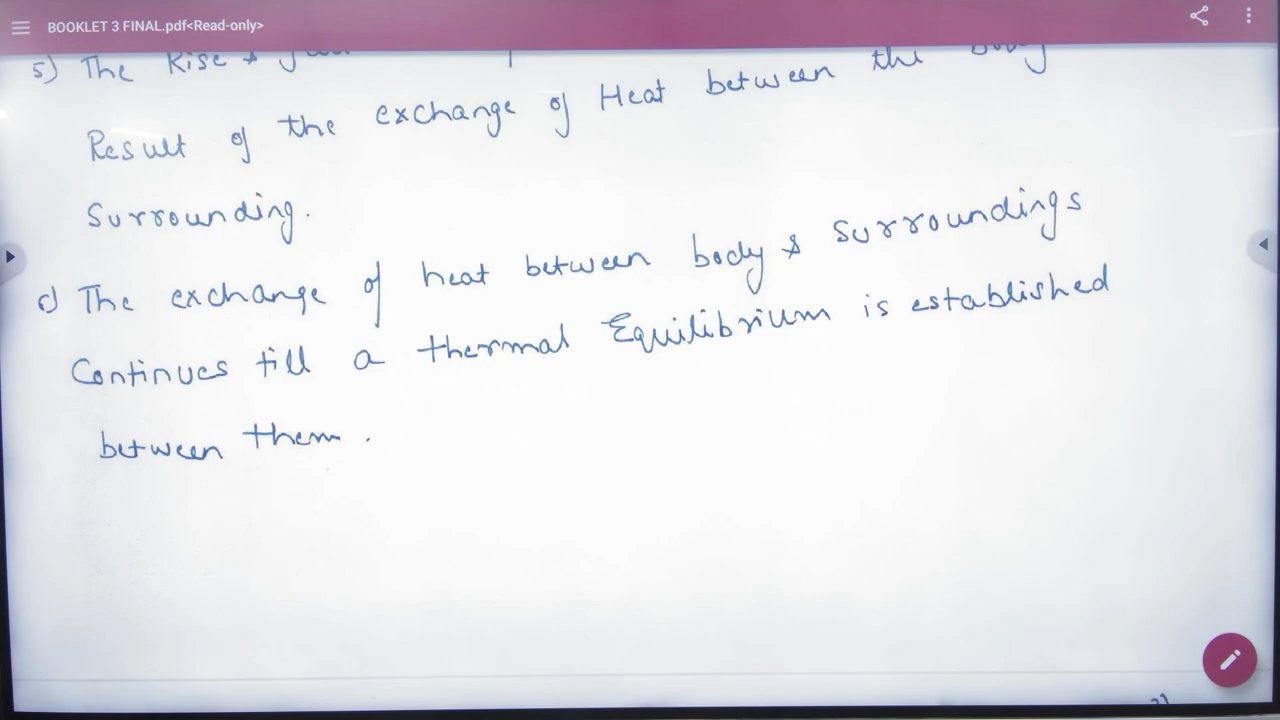 BOOKLET 3 FINAL.pdf<Read-only>
5) The Rise &
Result of the exchange of Heat between the body
Surrounding.
c) The exchange of heat between body & surroundings
Continues till a thermal Equilibrium is established
between them.